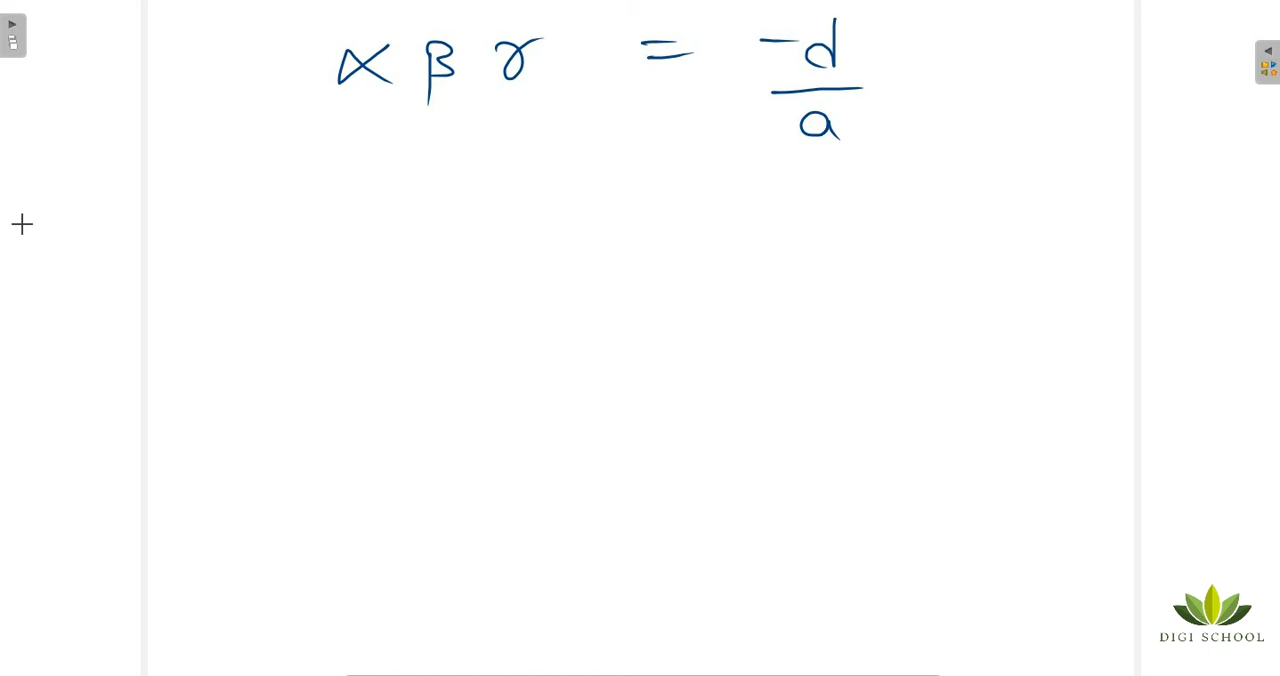 α β γ = -d/a
DIGI SCHOOL